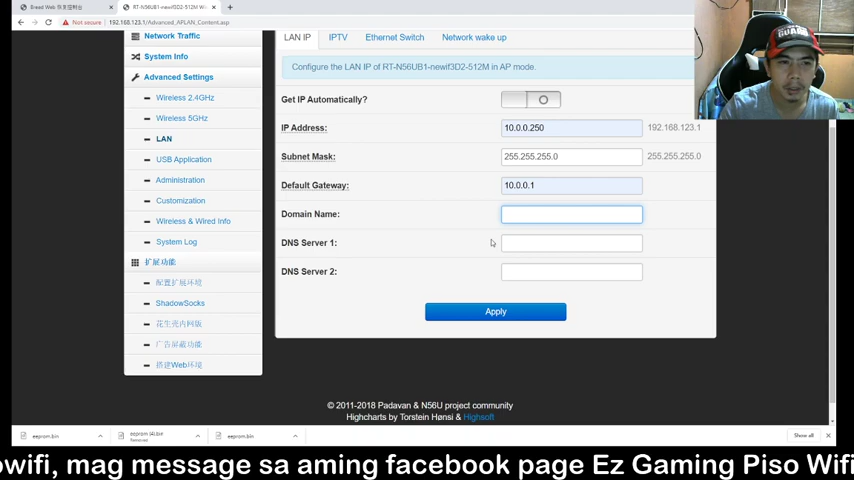 Bread Web 恢复控制台
RT-N56UB1-newif3D2-512M W
Not secure | 192.168.123.1/Advanced_APLAN_Content.asp
Network Traffic
System Info
Advanced Settings
Wireless 2.4GHz
Wireless 5GHz
LAN
USB Application
Administration
Customization
Wireless & Wired Info
System Log
扩展功能
配置扩展环境
ShadowSocks
花生壳内网版
广告屏蔽功能
搭建Web环境
LAN IP IPTV Ethernet Switch Network wake up
Configure the LAN IP of RT-N56UB1-newif3D2-512M in AP mode.
Get IP Automatically?
IP Address: 10.0.0.250 192.168.123.1
Subnet Mask: 255.255.255.0 255.255.255.0
Default Gateway: 10.0.0.1
Domain Name:
DNS Server 1:
DNS Server 2:
Apply
© 2011-2018 Padavan & N56U project community
Highcharts by Torstein Hønsi & Highsoft
eeprom.bin
eeprom (4).bin
Removed
eeprom.bin
Show all
GUARD
owifi, mag message sa aming facebook page Ez Gaming Piso Wifi